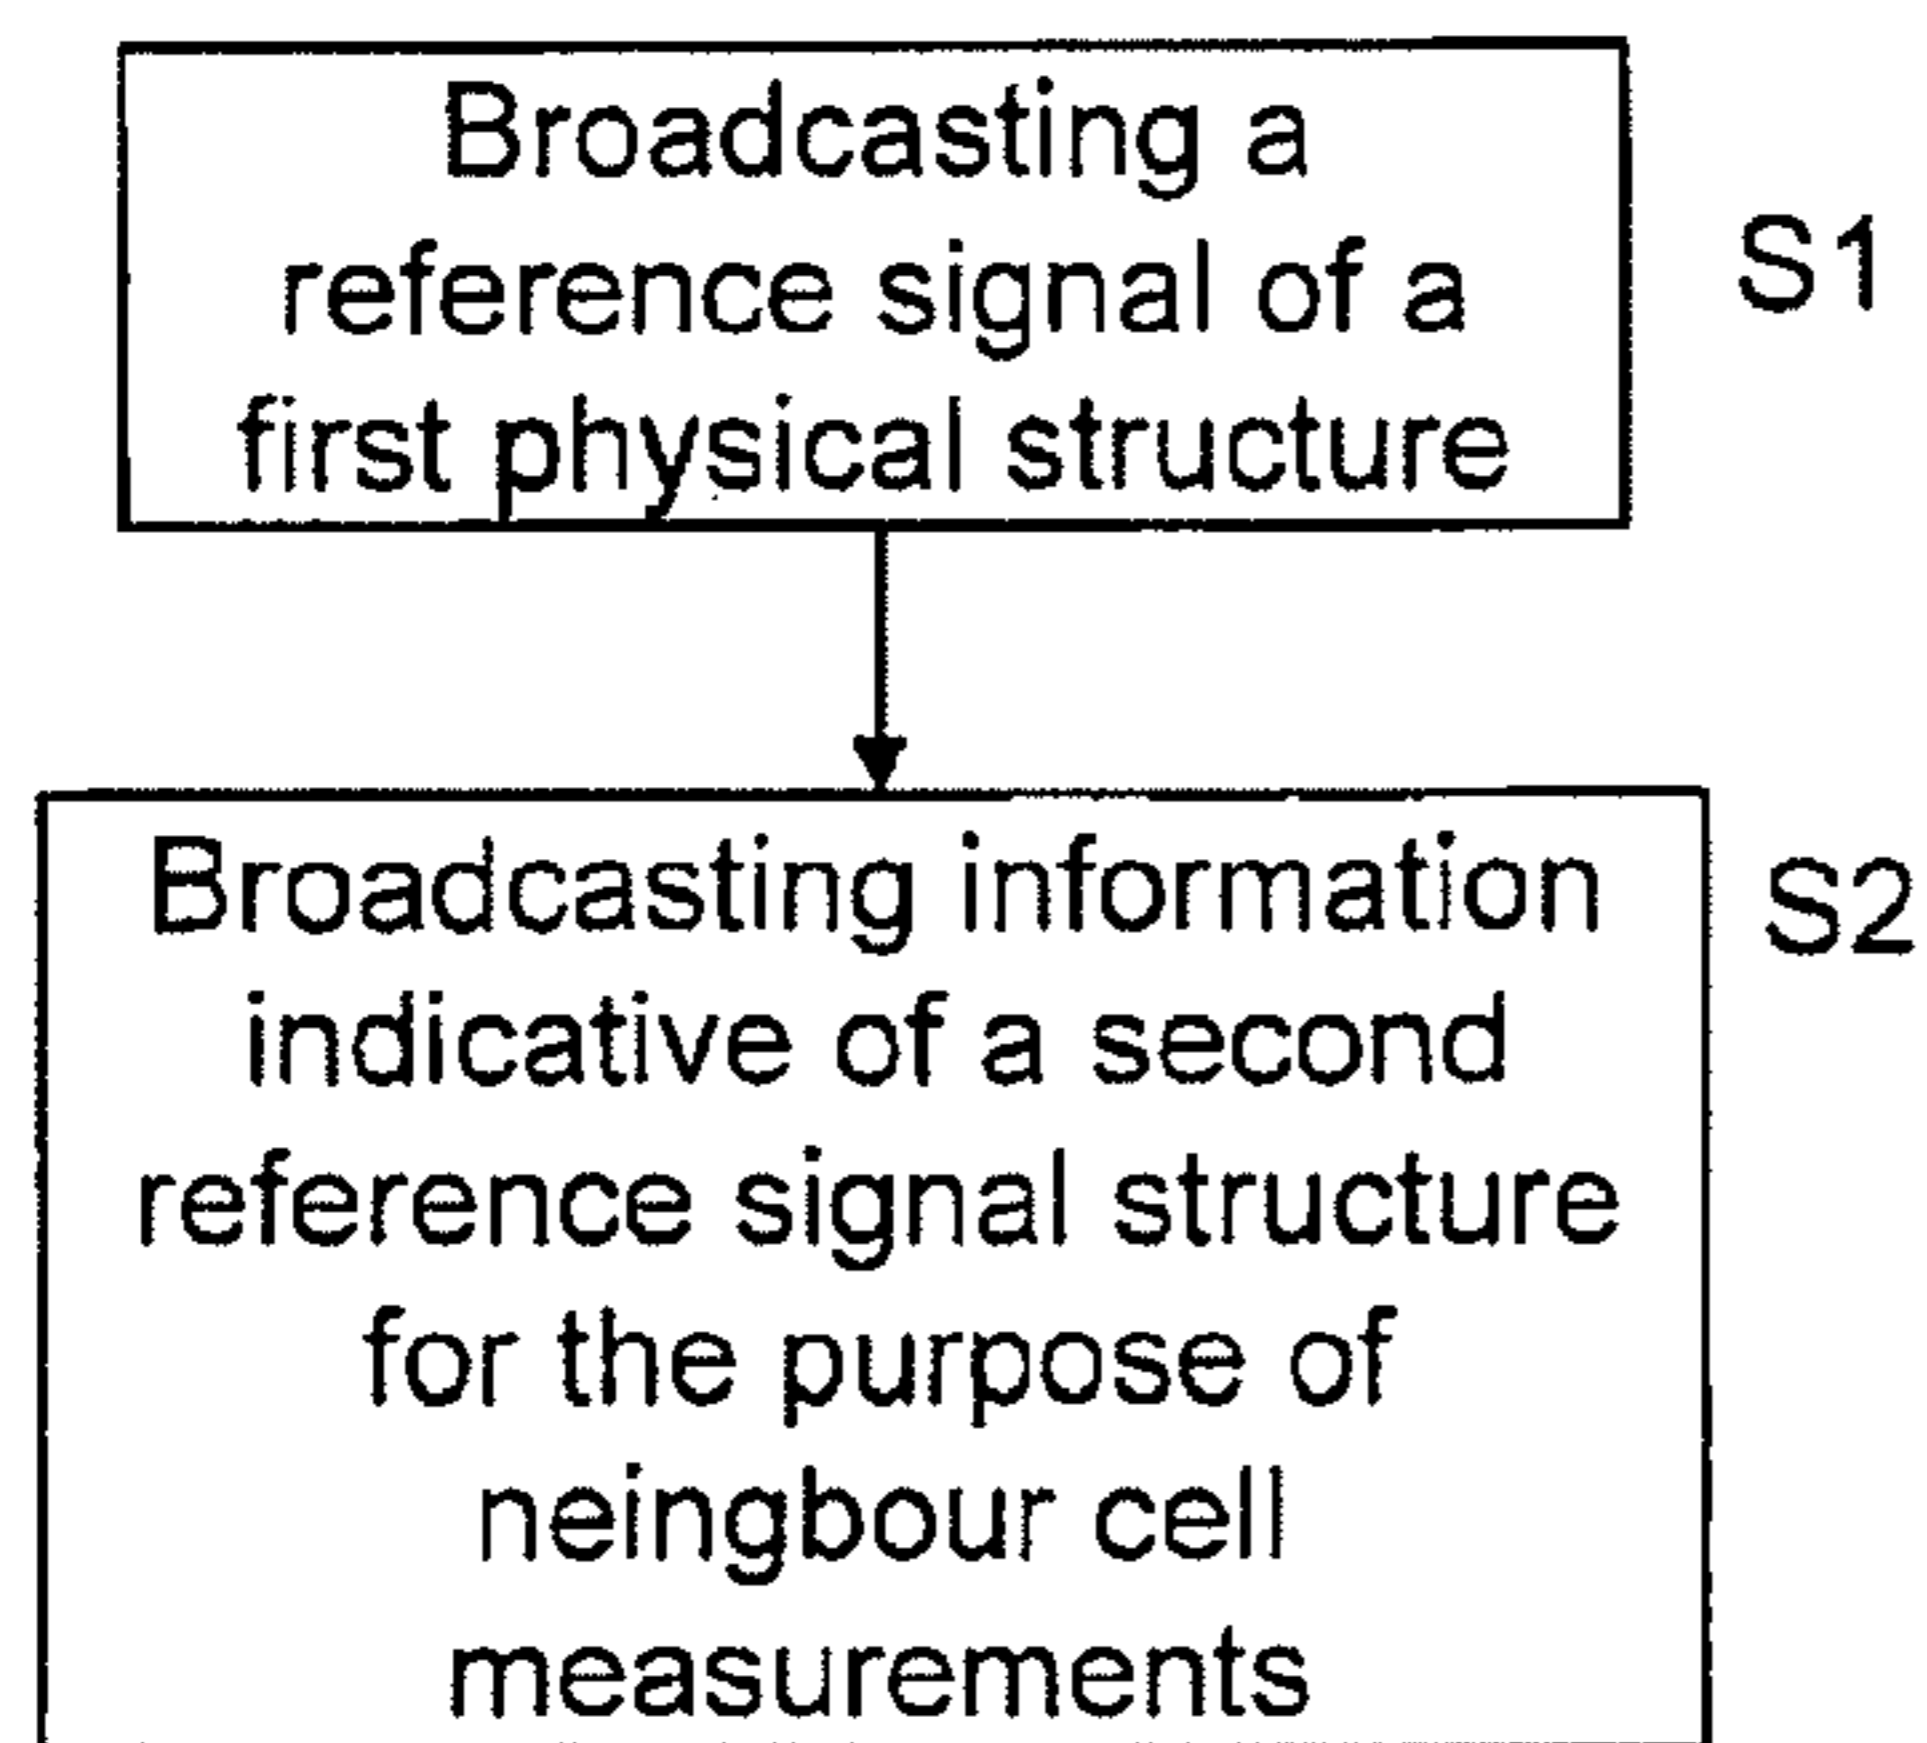 Broadcasting a
reference signal of a
first physical structure
S1
Broadcasting information
indicative of a second
reference signal structure
for the purpose of
neingbour cell
measurements
S2